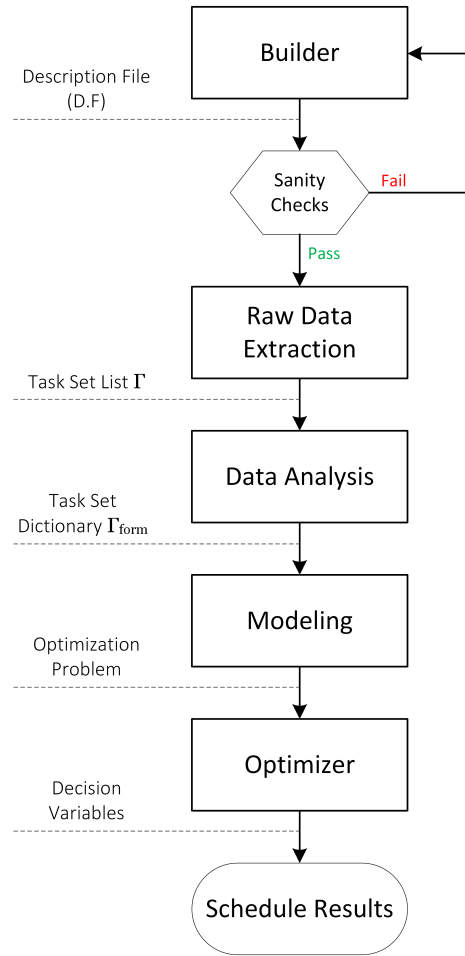 Builder
Description File
(D.F)
Sanity
Checks
Fail
Pass
Raw Data
Extraction
Task Set List Γ
Data Analysis
Task Set
Dictionary Γform
Modeling
Optimization
Problem
Optimizer
Decision
Variables
Schedule Results